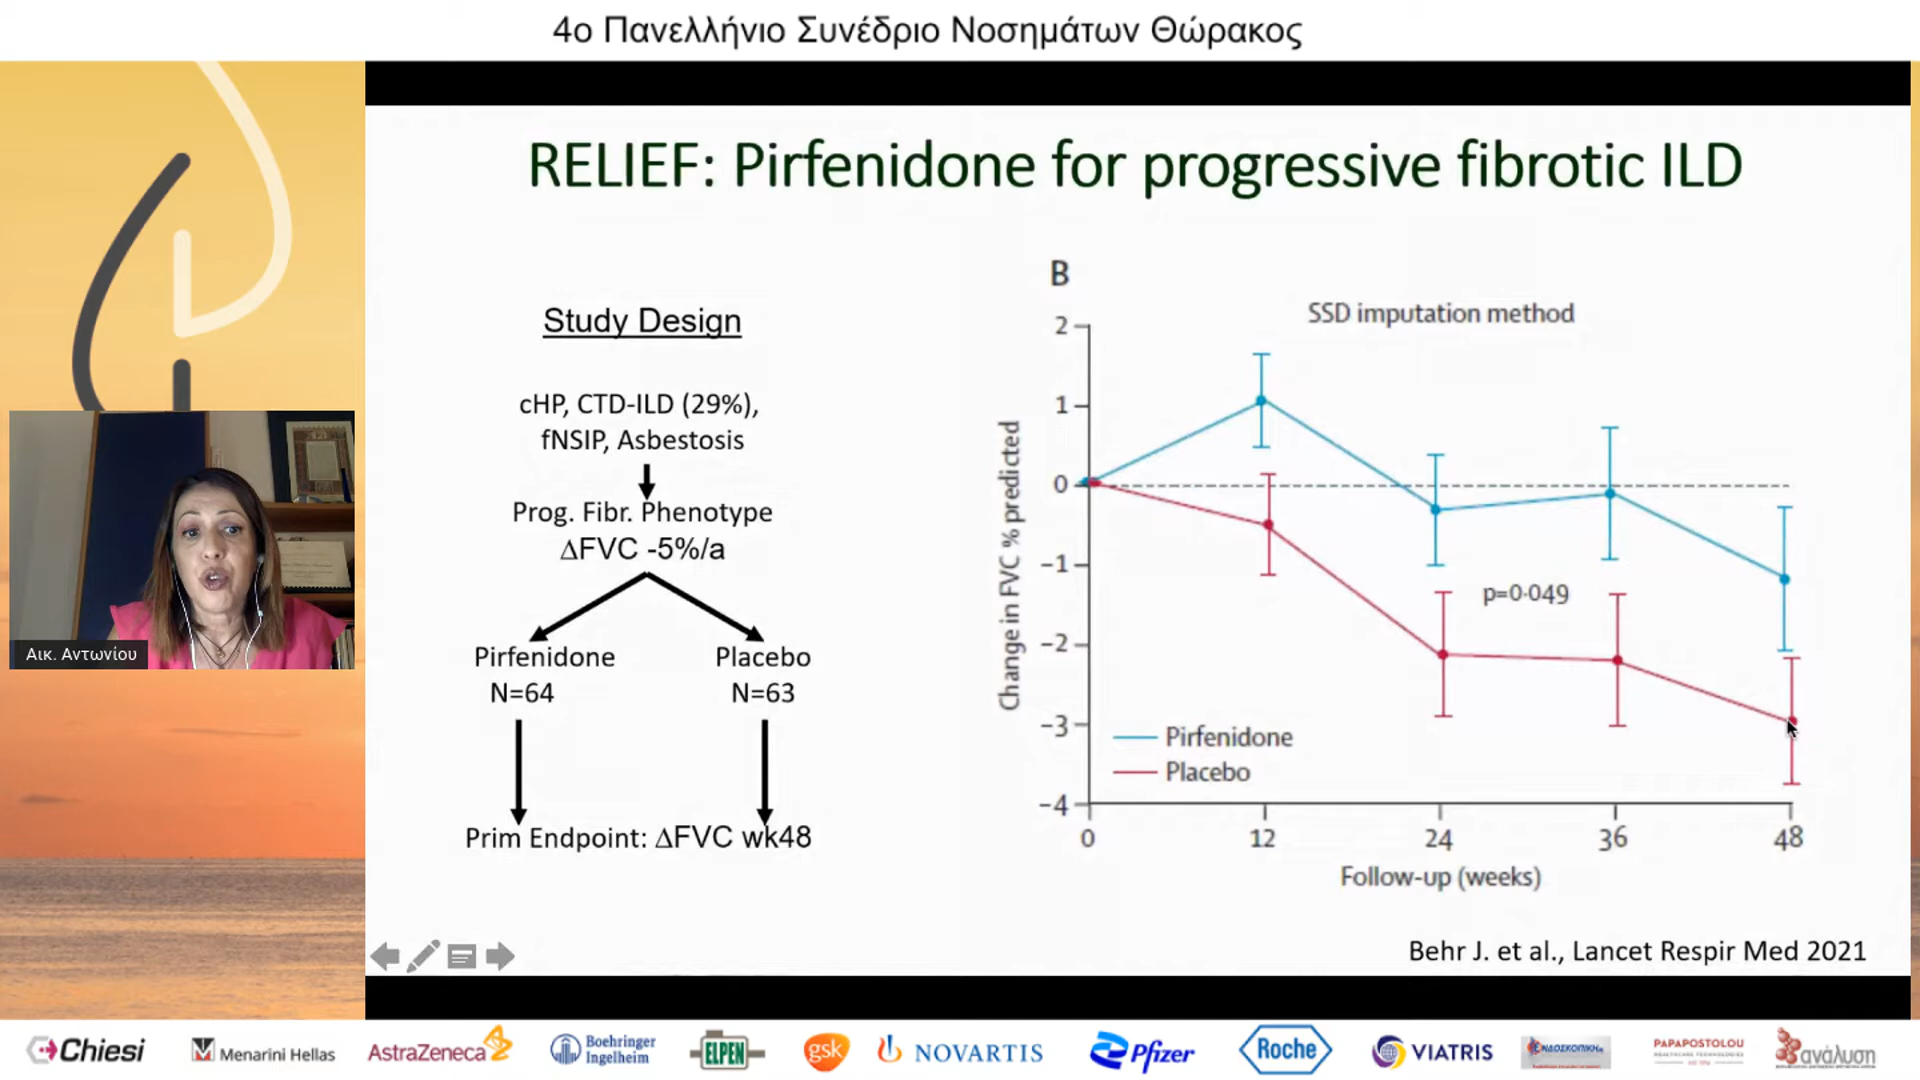 4ο Πανελλήνιο Συνέδριο Νοσημάτων Θώρακος
RELIEF: Pirfenidone for progressive fibrotic ILD
Study Design
cHP, CTD-ILD (29%),
fNSIP, Asbestosis
Prog. Fibr. Phenotype
ΔFVC -5%/a
Pirfenidone
N=64
Placebo
N=63
Prim Endpoint: ΔFVC wk48
B
SSD imputation method
Change in FVC % predicted
2
1
0
−1
−2
−3
−4
p=0·049
Pirfenidone
Placebo
0
12
24
36
48
Follow-up (weeks)
Behr J. et al., Lancet Respir Med 2021
Αικ. Αντωνίου
Chiesi
Menarini Hellas
AstraZeneca
Boehringer
Ingelheim
ELPEN
gsk
NOVARTIS
Pfizer
Roche
VIATRIS
ΕΝΔΟΣΚΟΠΙΚΗ
PAPAPOSTOLOU
ανάλυση